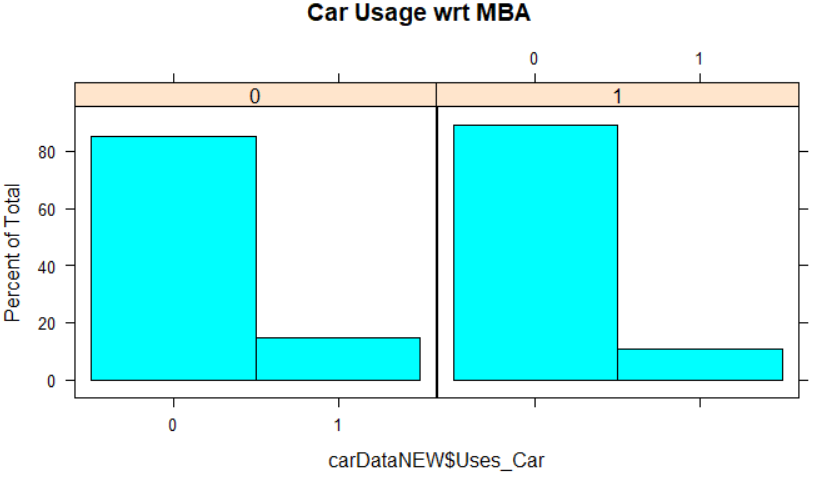 Car Usage wrt MBA
0 1
0 1
Percent of Total
80
60
40
20
0
0 1
carDataNEW$Uses_Car